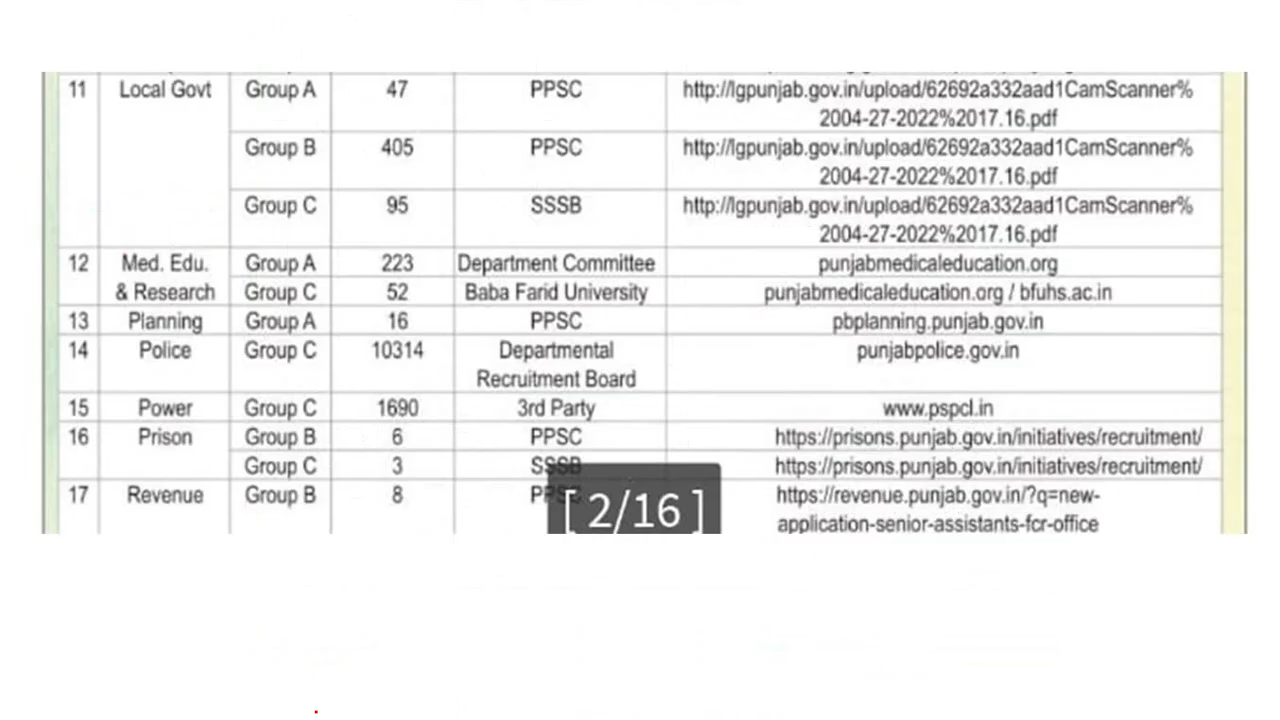 11 Local Govt Group A 47 PPSC http://lgpunjab.gov.in/upload/62692a332aad1CamScanner%
2004-27-2022%2017.16.pdf
Group B 405 PPSC http://lgpunjab.gov.in/upload/62692a332aad1CamScanner%
2004-27-2022%2017.16.pdf
Group C 95 SSSB http://lgpunjab.gov.in/upload/62692a332aad1CamScanner%
2004-27-2022%2017.16.pdf
12 Med. Edu. Group A 223 Department Committee punjabmedicaleducation.org
& Research Group C 52 Baba Farid University punjabmedicaleducation.org / bfuhs.ac.in
13 Planning Group A 16 PPSC pbplanning.punjab.gov.in
14 Police Group C 10314 Departmental punjabpolice.gov.in
Recruitment Board
15 Power Group C 1690 3rd Party www.pspcl.in
16 Prison Group B 6 PPSC https://prisons.punjab.gov.in/initiatives/recruitment/
Group C 3 SSSB https://prisons.punjab.gov.in/initiatives/recruitment/
17 Revenue Group B 8 https://revenue.punjab.gov.in/?q=new-
[ 2/16 ] application-senior-assistants-fcr-office